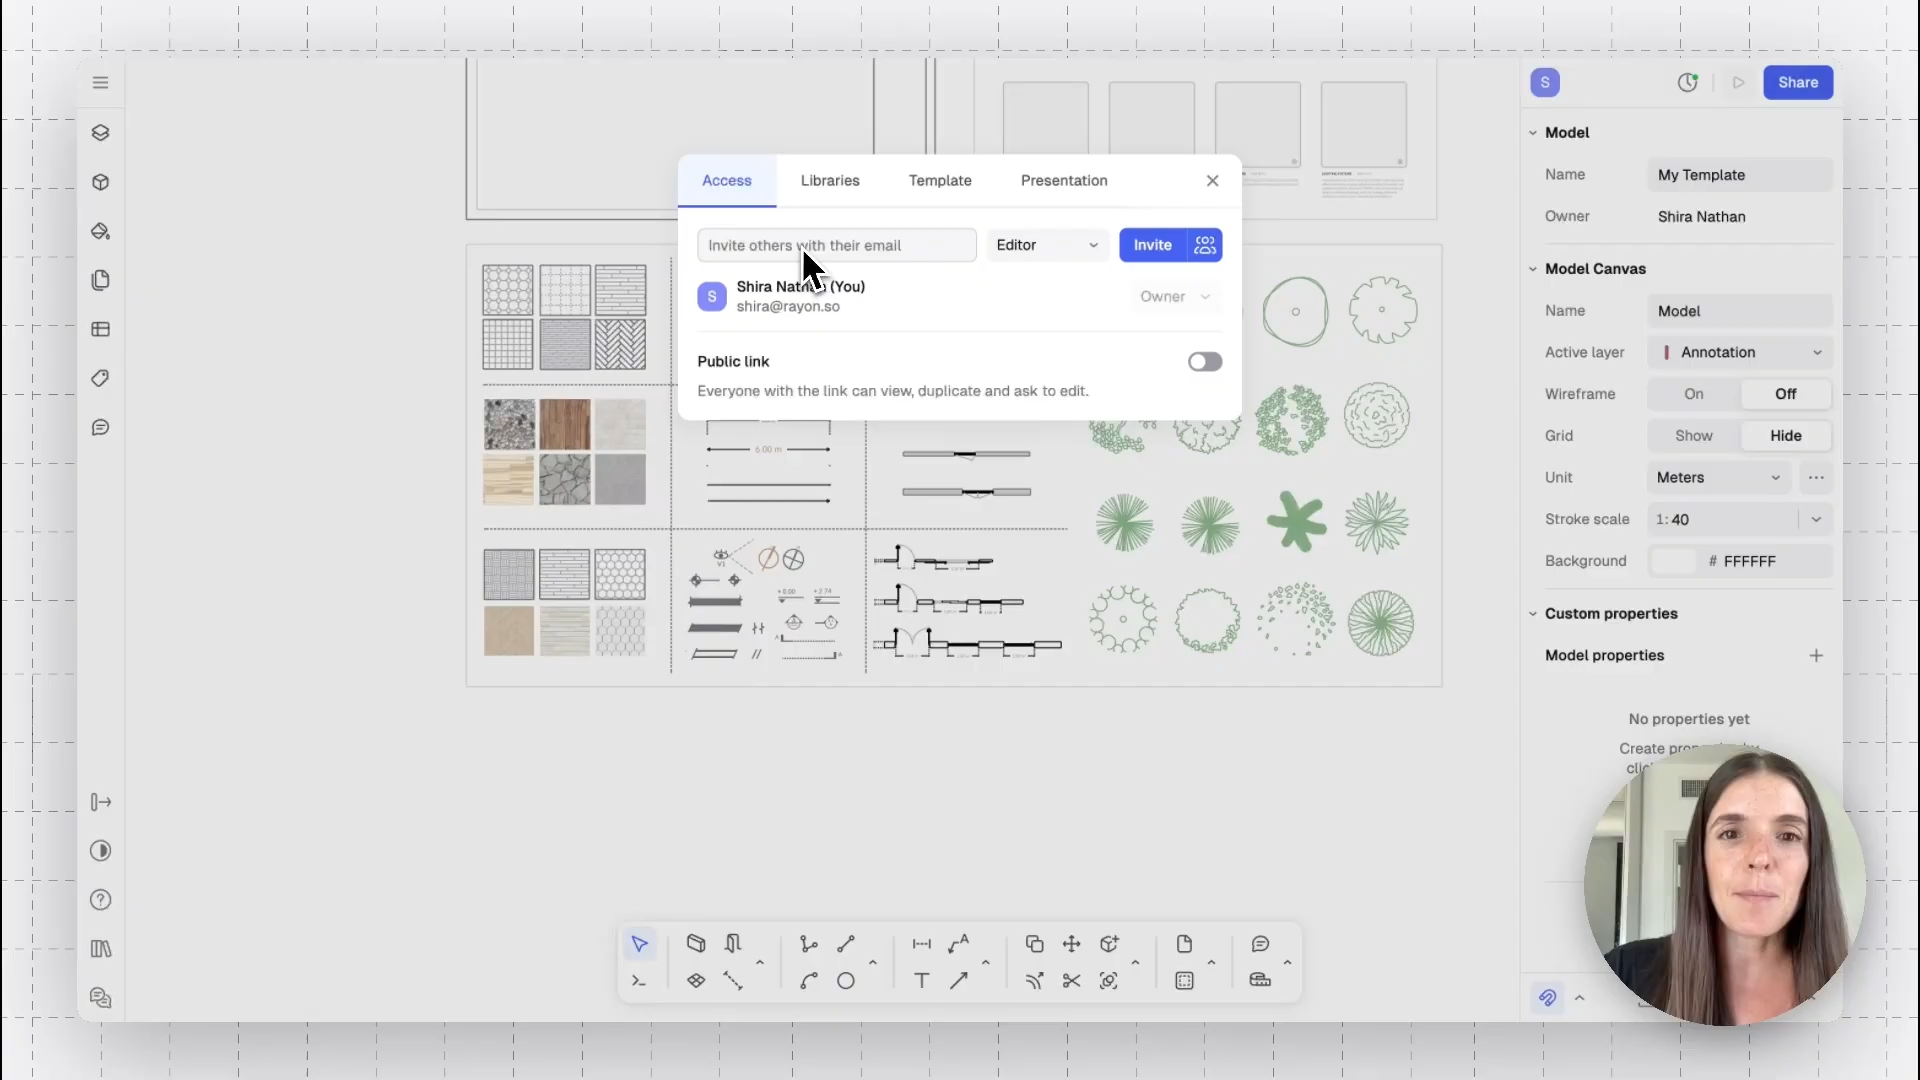 S
Share
Model
Name
My Template
Owner
Shira Nathan
Model Canvas
Name
Model
Active layer
Annotation
Wireframe
On
Off
Grid
Show
Hide
Unit
Meters
Stroke scale
1: 40
Background
# FFFFFF
Custom properties
Model properties
No properties yet
Access
Libraries
Template
Presentation
Invite others with their email
Editor
Invite
S
(You)
shira@rayon.so
Owner
Public link
Everyone with the link can view, duplicate and ask to edit.
6.00 m
V1